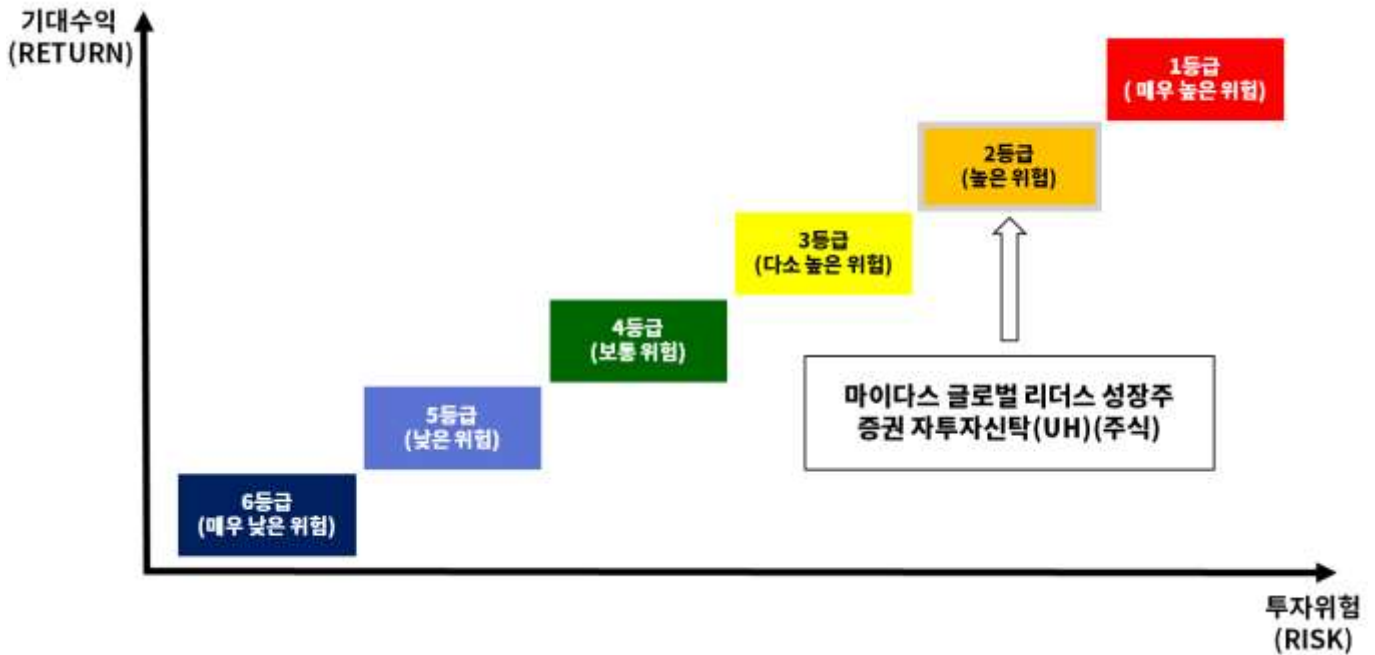 기대수익
(RETURN)
1등급
( 매우 높은 위험)
2등급
(높은 위험)
3등급
(다소 높은 위험)
4등급
(보통 위험)
마이다스 글로벌 리더스 성장주
증권 자투자신탁(UH)(주식)
5등급
(낮은 위험)
6등급
(매우 낮은 위험)
투자위험
(RISK)